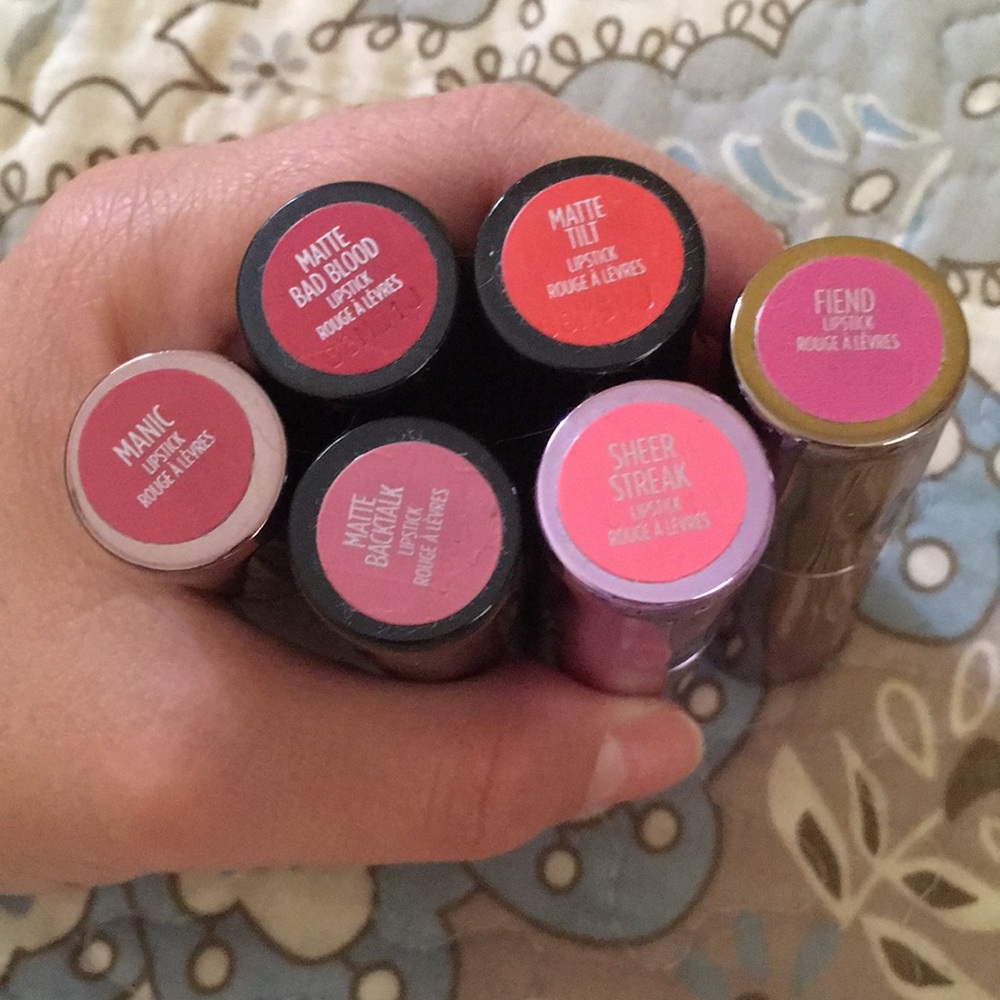 MATTE
BAD BLOOD
LIPSTICK
ROUGE À LÈVRES
MATTE
TILT
LIPSTICK
ROUGE À LÈVRES
FIEND
LIPSTICK
ROUGE À LÈVRES
MANIC
LIPSTICK
ROUGE À LÈVRES
MATTE
BACKTALK
LIPSTICK
ROUGE À LÈVRES
SHEER
STREAK
LIPSTICK
ROUGE À LÈVRES